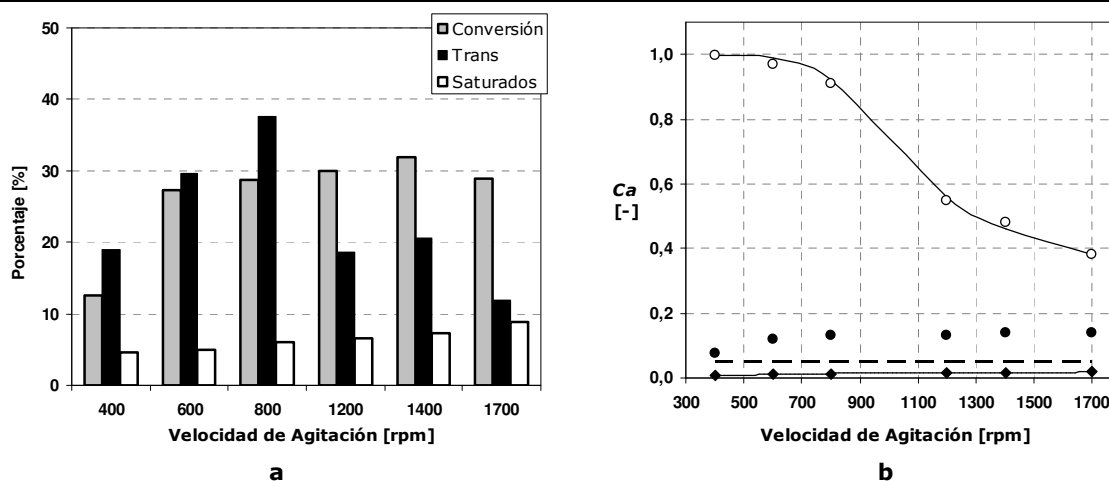 50
40
30
20
10
0
Porcentaje [%]
Conversión
Trans
Saturados
400 600 800 1200 1400 1700
Velocidad de Agitación [rpm]
a
1,0
0,8
0,6
0,4
0,2
0,0
Ca
[-]
300 500 700 900 1100 1300 1500 1700
Velocidad de Agitación [rpm]
b